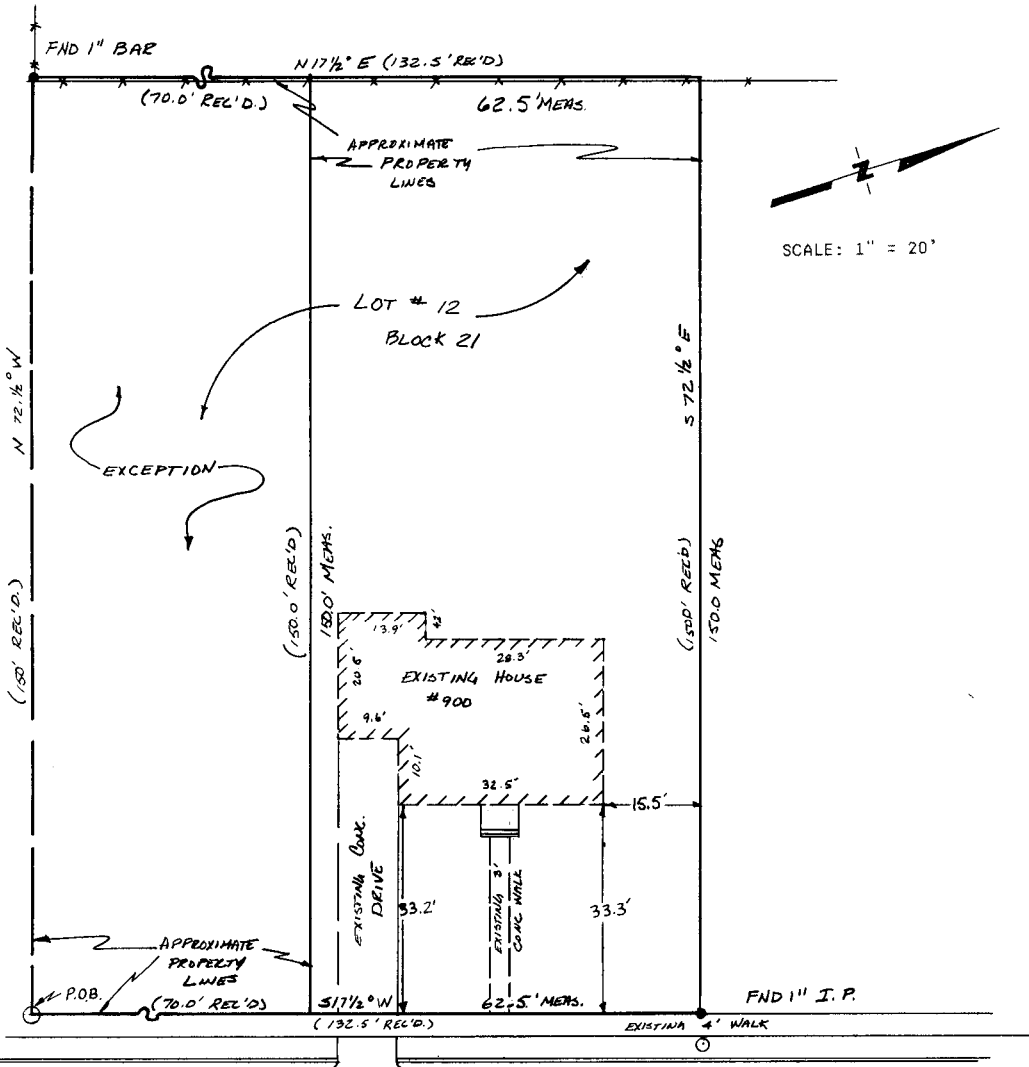 FND 1" BAR
N 17½° E (132.5' REC'D)
(70.0' REC'D.)
62.5' MEAS.
APPROXIMATE
PROPERTY
LINES
N
SCALE: 1" = 20'
LOT # 12
BLOCK 21
N 72.½° W
(150' REC'D.)
EXCEPTION
(150.0' REC'D)
150.0' MEAS.
S 72½° E
(150.0' REC'D)
150.0 MEAS
13.9'
28.3'
20.6'
EXISTING HOUSE
#900
9.6'
10.1'
26.5'
32.5'
15.5'
EXISTING CONC.
DRIVE
33.2'
EXISTING 3'
CONC WALK
33.3'
APPROXIMATE
PROPERTY
LINES
P.O.B.
(70.0' REC'D)
S17½° W
62.5' MEAS.
FND 1" I.P.
(132.5' REC'D.)
EXISTING 4' WALK